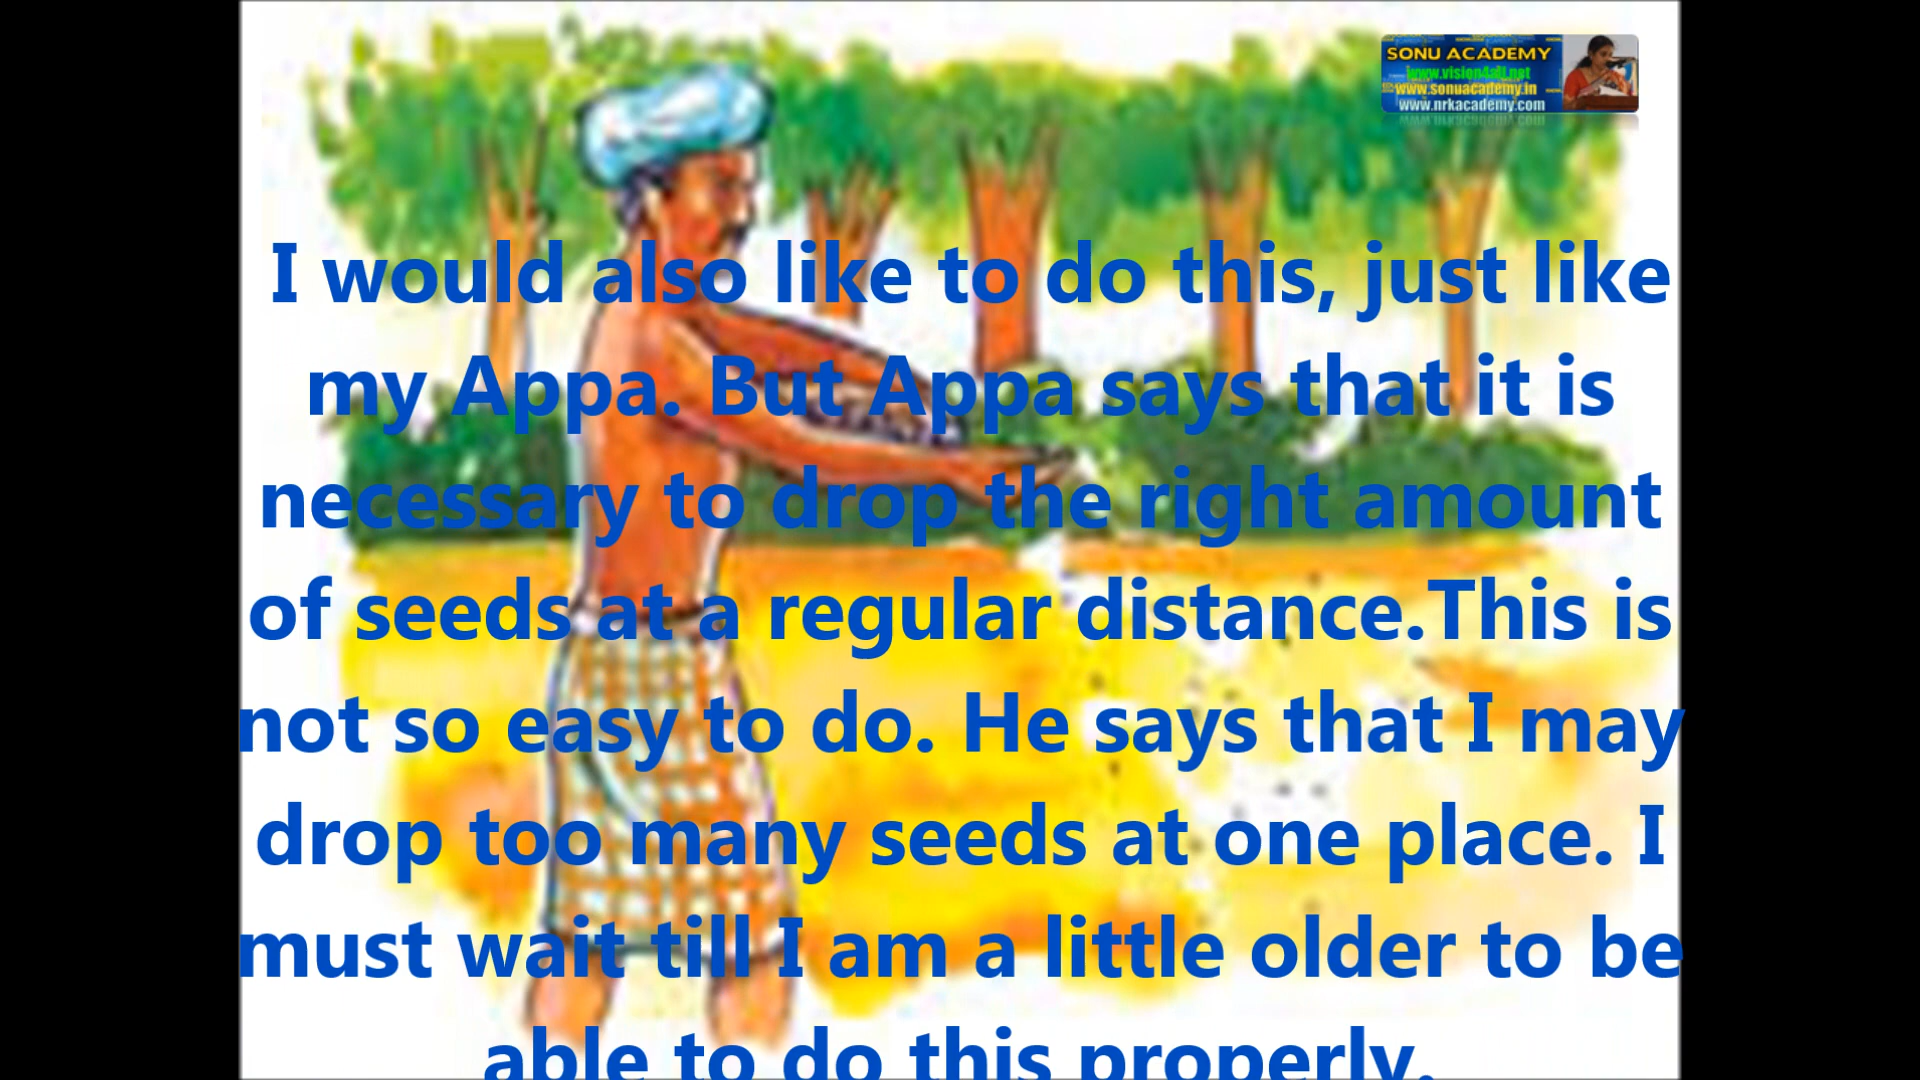 SONU ACADEMY
www.vision4all.net
www.sonuacademy.in
www.nrkacademy.com
I would also like to do this, just like
my Appa. But Appa says that it is
necessary to drop the right amount
of seeds at a regular distance.This is
not so easy to do. He says that I may
drop too many seeds at one place. I
must wait till I am a little older to be
able to do this properly.